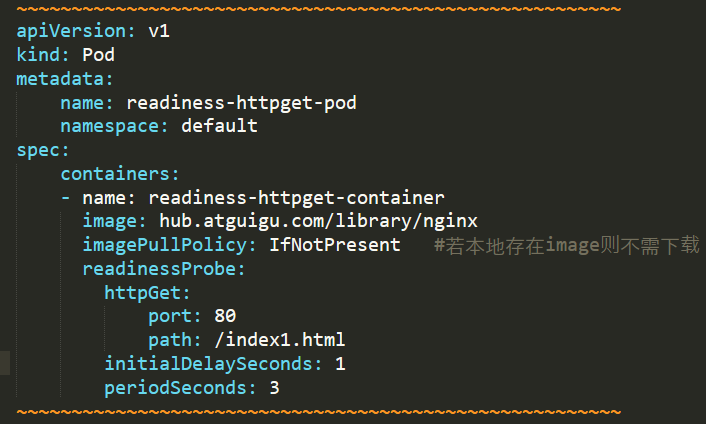 ~~~~~~~~~~~~~~~~~~~~~~~~~~~~~~~~~~~~~~~~~~~~~~~~~~~~~~~
apiVersion: v1
kind: Pod
metadata:
    name: readiness-httpget-pod
    namespace: default
spec:
    containers:
    - name: readiness-httpget-container
      image: hub.atguigu.com/library/nginx
      imagePullPolicy: IfNotPresent   #若本地存在image则不需下载
      readinessProbe:
        httpGet:
            port: 80
            path: /index1.html
        initialDelaySeconds: 1
        periodSeconds: 3
~~~~~~~~~~~~~~~~~~~~~~~~~~~~~~~~~~~~~~~~~~~~~~~~~~~~~~~